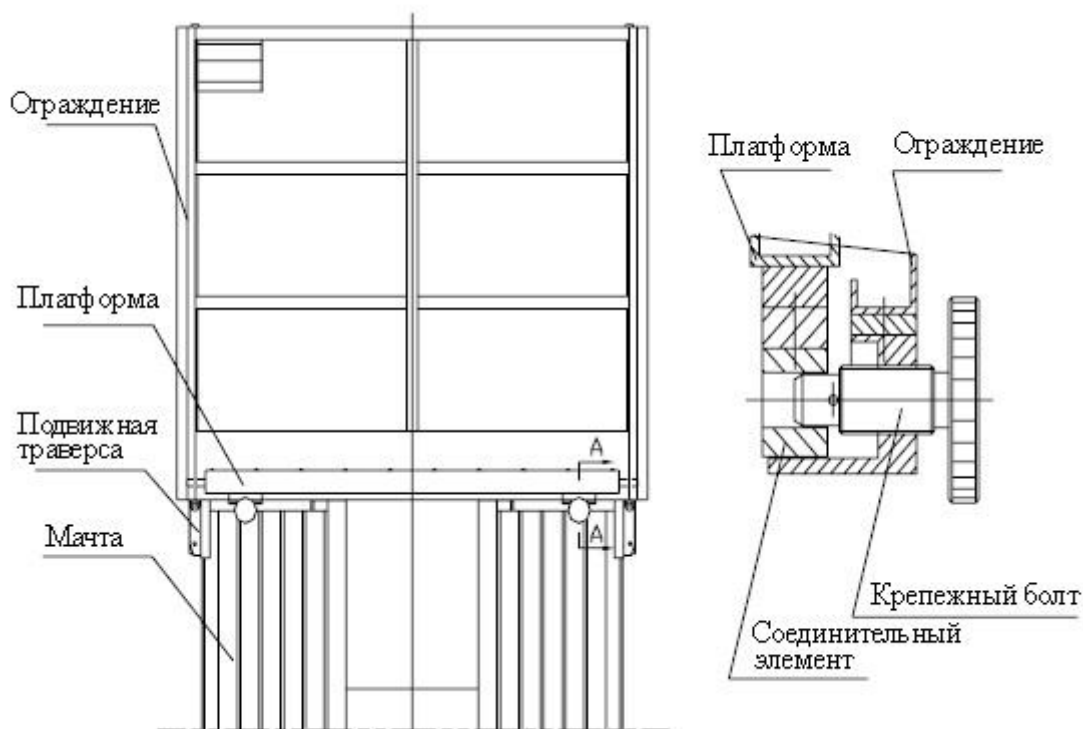 Ограждение
Платформа
Подвижная
траверса
Мачта
А
А
Платформа
Ограждение
Крепежный болт
Соединительный
элемент